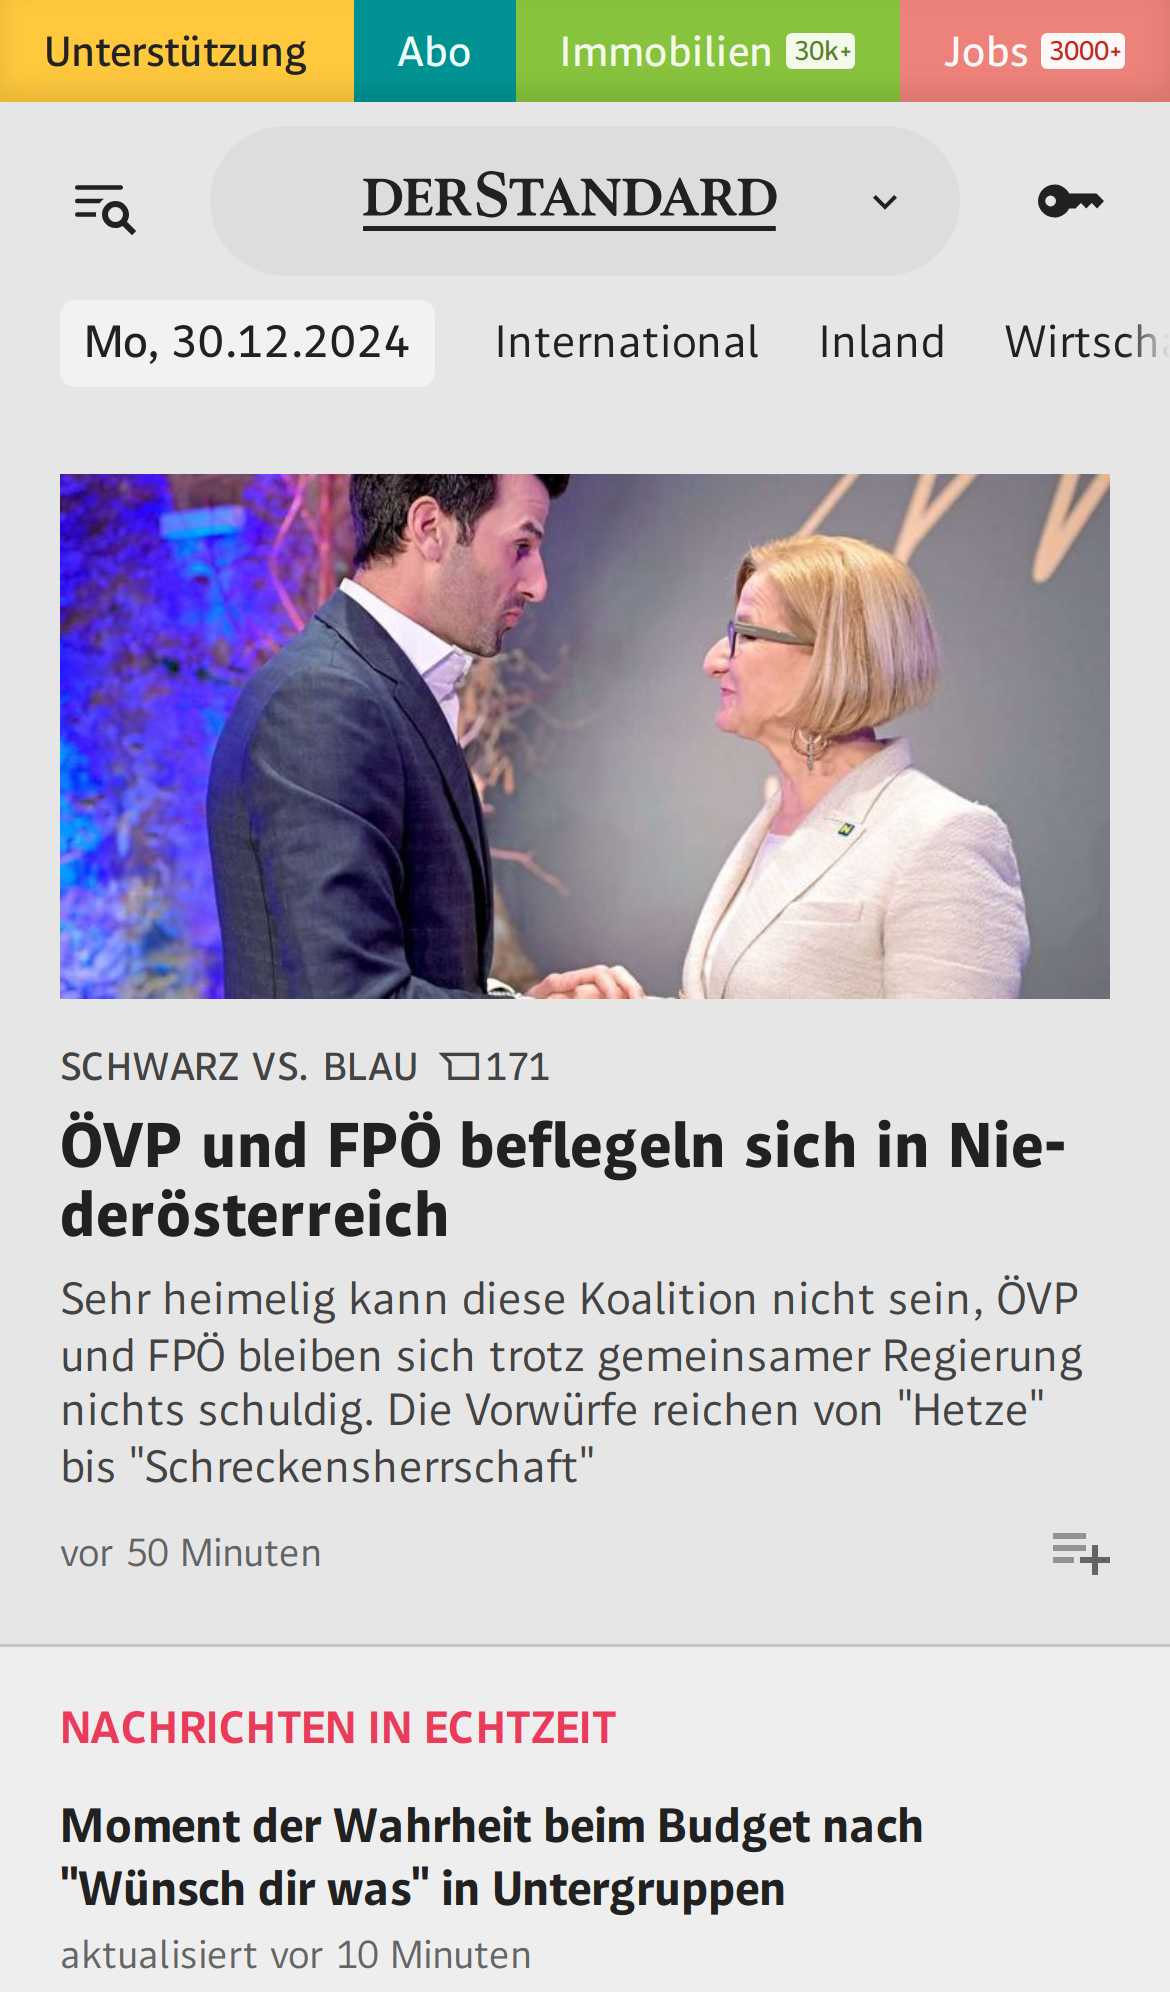 Unterstützung
Abo
Immobilien 30k+
Jobs 3000+
DERSTANDARD
Mo, 30.12.2024
International
Inland
Wirtscha
SCHWARZ VS. BLAU 171
ÖVP und FPÖ beflegeln sich in Nie-
derösterreich
Sehr heimelig kann diese Koalition nicht sein, ÖVP
und FPÖ bleiben sich trotz gemeinsamer Regierung
nichts schuldig. Die Vorwürfe reichen von "Hetze"
bis "Schreckensherrschaft"
vor 50 Minuten
NACHRICHTEN IN ECHTZEIT
Moment der Wahrheit beim Budget nach
"Wünsch dir was" in Untergruppen
aktualisiert vor 10 Minuten